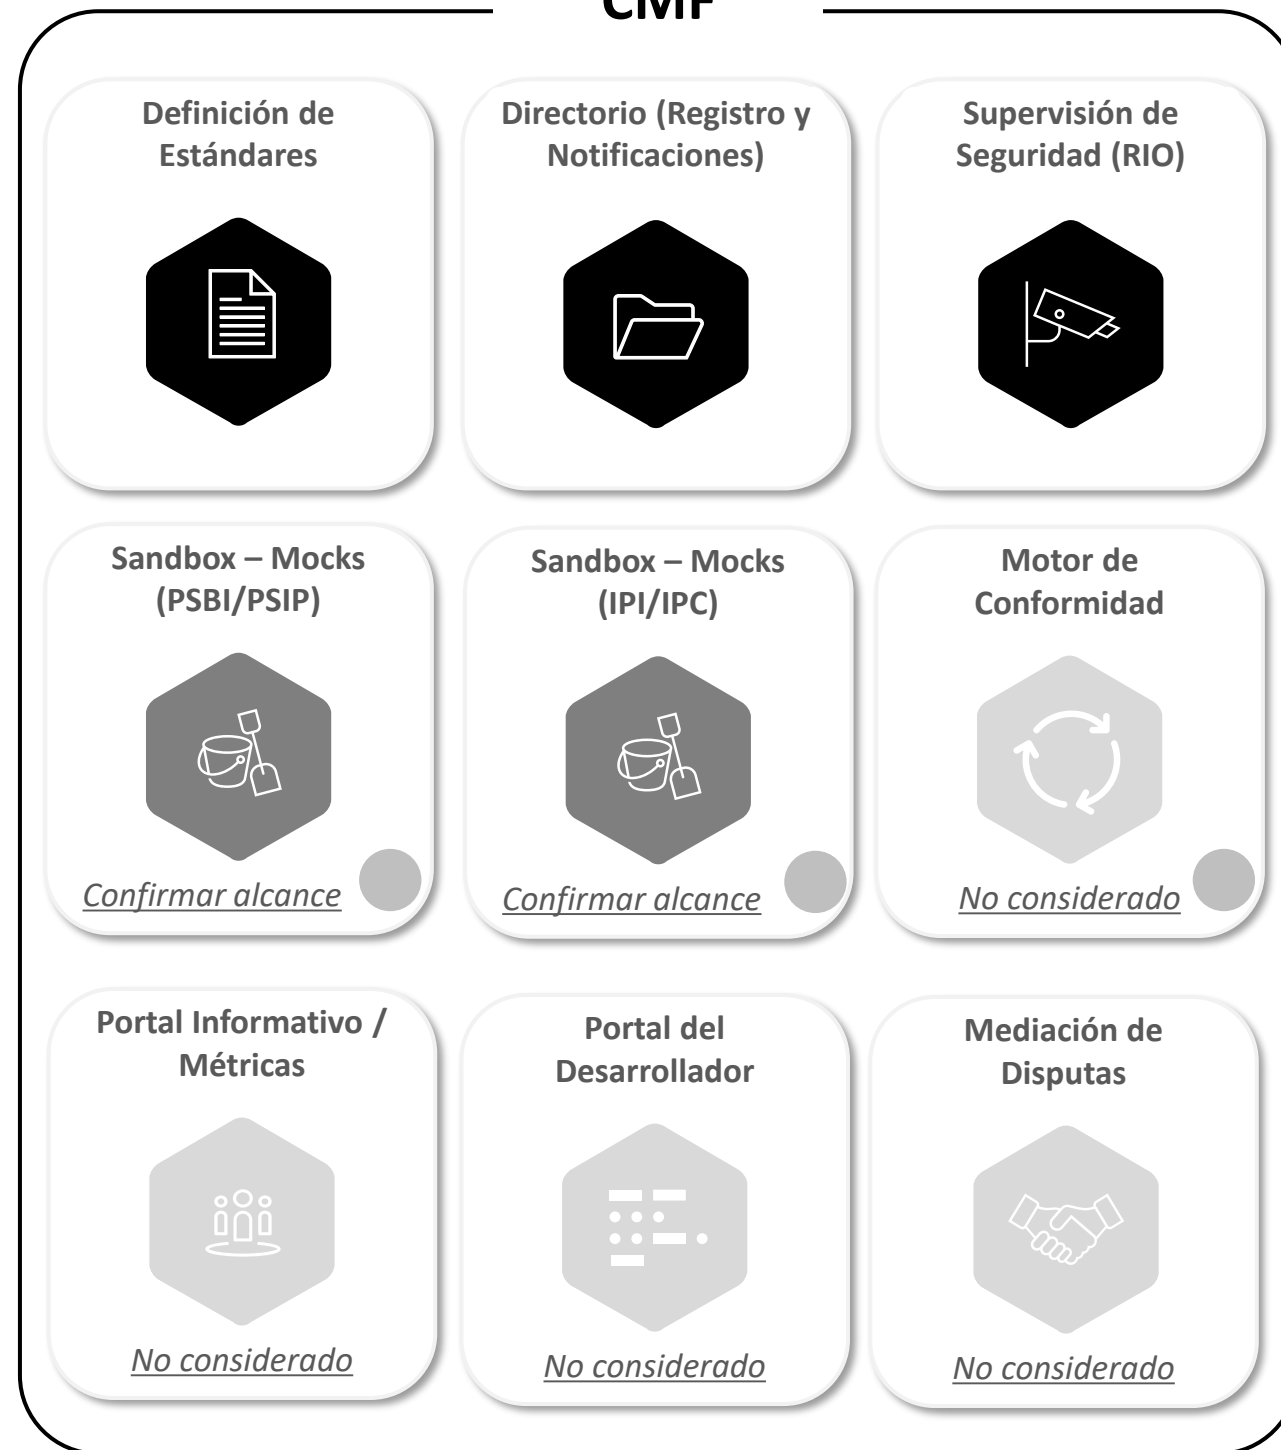 CMF
Definición de
Estándares
Directorio (Registro y
Notificaciones)
Supervisión de
Seguridad (RIO)
Sandbox – Mocks
(PSBI/PSIP)
Confirmar alcance
Sandbox – Mocks
(IPI/IPC)
Confirmar alcance
Motor de
Conformidad
No considerado
Portal Informativo /
Métricas
No considerado
Portal del
Desarrollador
No considerado
Mediación de
Disputas
No considerado